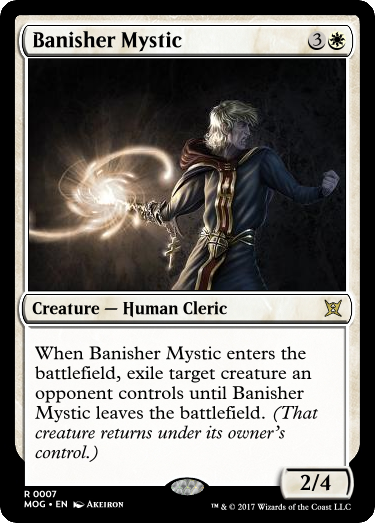 Banisher Mystic 3
Creature — Human Cleric
When Banisher Mystic enters the
battlefield, exile target creature an
opponent controls until Banisher
Mystic leaves the battlefield. (That
creature returns under its owner's
control.)
2/4
R 0007
MOG • EN Akeiron
™ & © 2017 Wizards of the Coast LLC